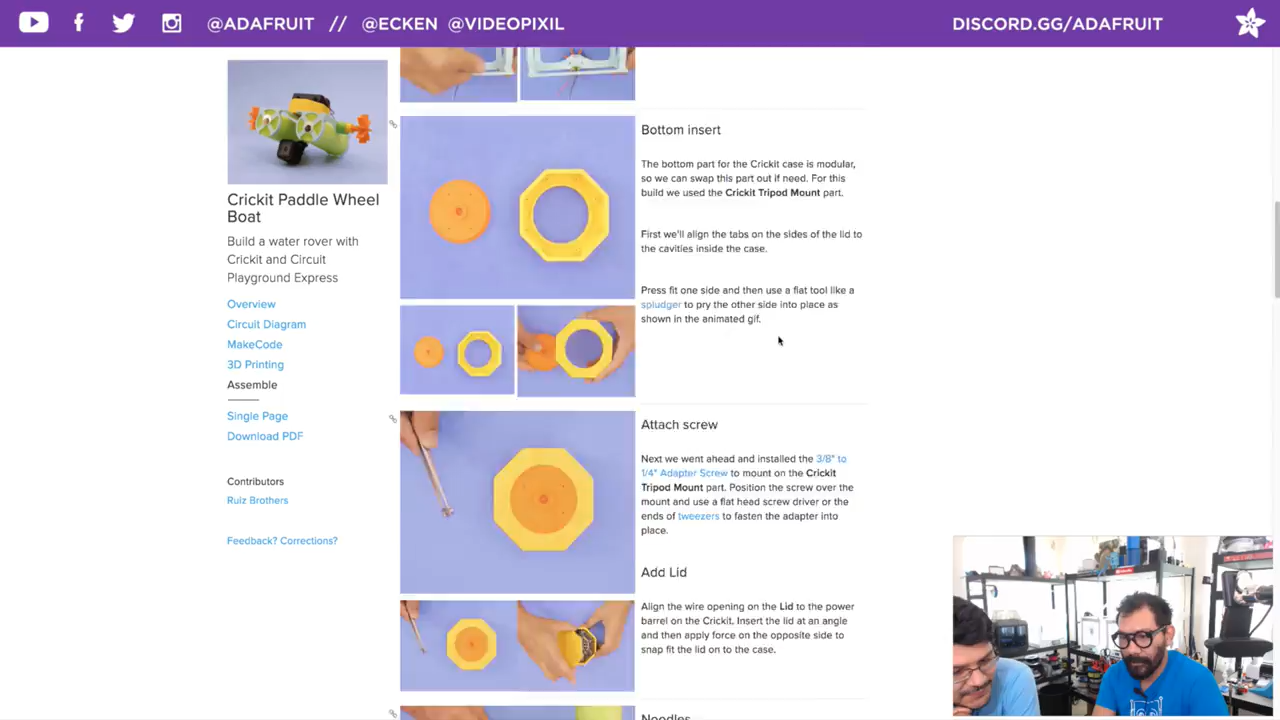 @ADAFRUIT // @ECKEN @VIDEOPIXIL
DISCORD.GG/ADAFRUIT
Crickit Paddle Wheel
Boat
Build a water rover with
Crickit and Circuit
Playground Express
Overview
Circuit Diagram
MakeCode
3D Printing
Assemble
Single Page
Download PDF
Contributors
Ruiz Brothers
Feedback? Corrections?
Bottom insert
The bottom part for the Crickit case is modular,
so we can swap this part out if need. For this
build we used the Crickit Tripod Mount part.
First we'll align the tabs on the sides of the lid to
the cavities inside the case.
Press fit one side and then use a flat tool like a
spludger to pry the other side into place as
shown in the animated gif.
Attach screw
Next we went ahead and installed the 3/8" to
1/4" Adapter Screw to mount on the Crickit
Tripod Mount part. Position the screw over the
mount and use a flat head screw driver or the
ends of tweezers to fasten the adapter into
place.
Add Lid
Align the wire opening on the Lid to the power
barrel on the Crickit. Insert the lid at an angle
and then apply force on the opposite side to
snap fit the lid on to the case.
Noodles